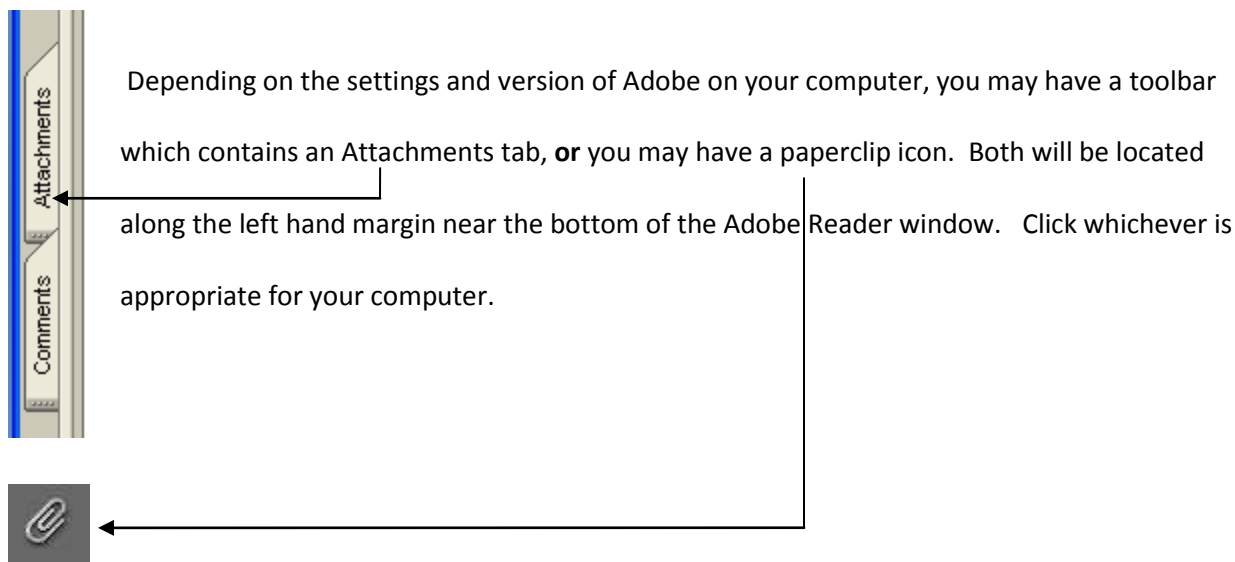 Attachments
Comments
Depending on the settings and version of Adobe on your computer, you may have a toolbar
which contains an Attachments tab, or you may have a paperclip icon.  Both will be located
along the left hand margin near the bottom of the Adobe Reader window.   Click whichever is
appropriate for your computer.